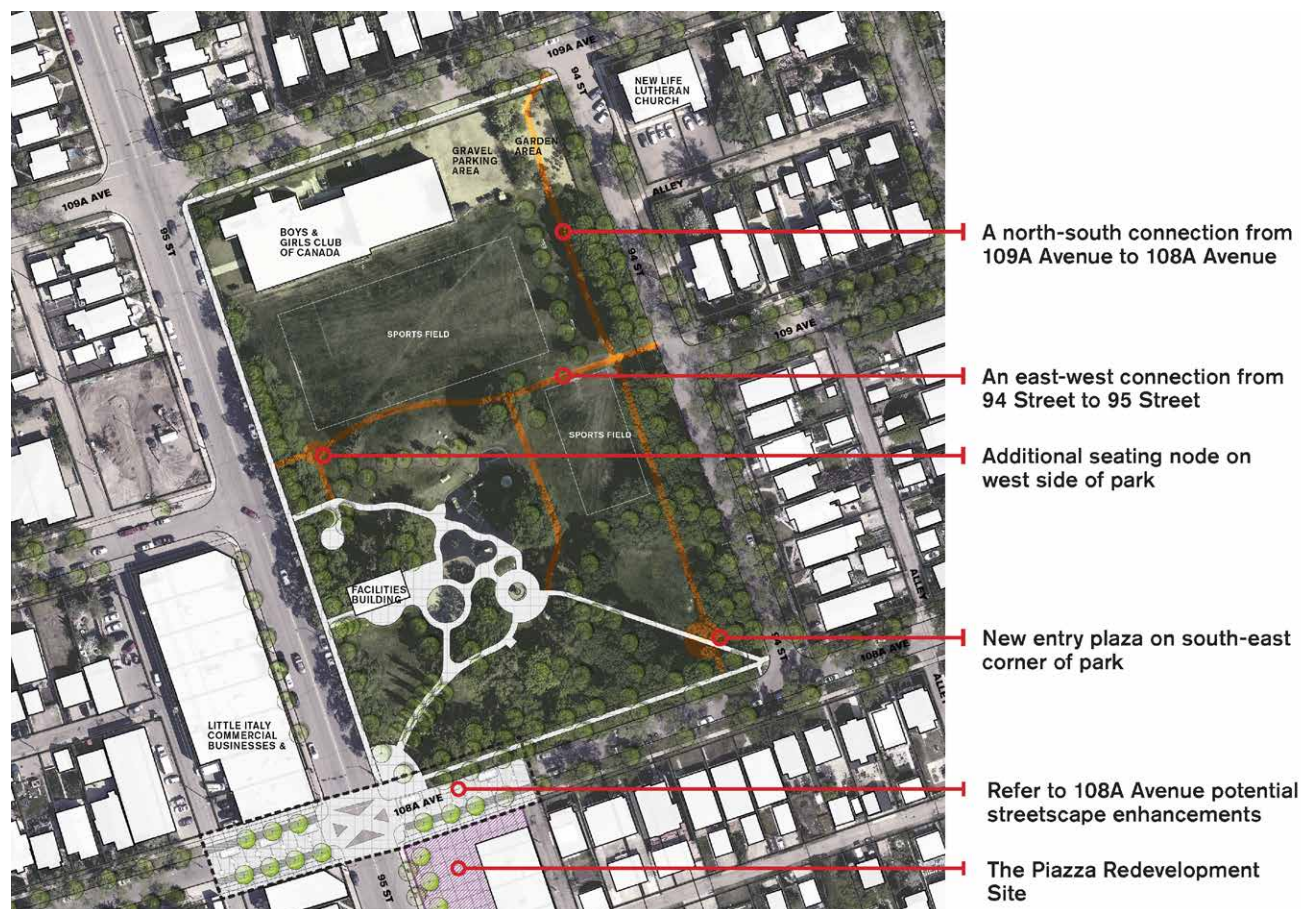 109A AVE
94 ST
NEW LIFE
LUTHERAN
CHURCH
GARDEN
AREA
GRAVEL
PARKING
AREA
ALLEY
109A AVE
95 ST
BOYS &
GIRLS CLUB
OF CANADA
A north-south connection from
109A Avenue to 108A Avenue
94 ST
SPORTS FIELD
109 AVE
An east-west connection from
94 Street to 95 Street
SPORTS FIELD
Additional seating node on
west side of park
FACILITIES
BUILDING
ALLEY
94 ST
New entry plaza on south-east
corner of park
108A AVE
ALLEY
LITTLE ITALY
COMMERCIAL
BUSINESSES &
108A AVE
Refer to 108A Avenue potential
streetscape enhancements
95 ST
The Piazza Redevelopment
Site